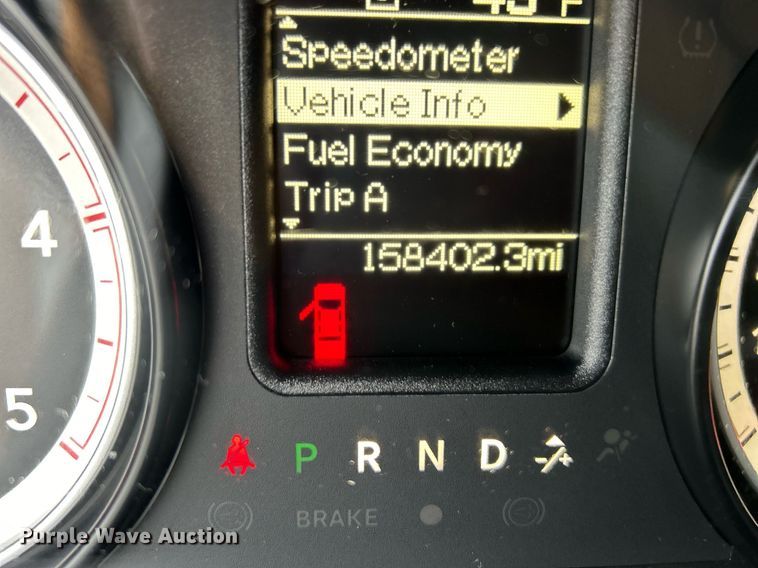 Speedometer
Vehicle Info
Fuel Economy
Trip A
158402.3mi
4
5
P R N D
BRAKE
Purple Wave Auction